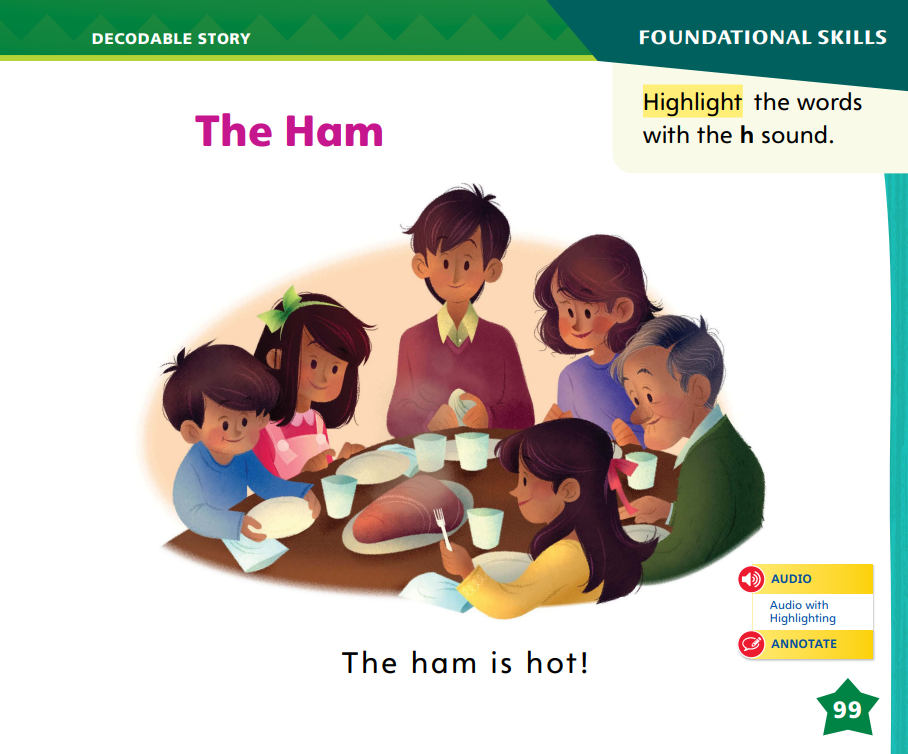 DECODABLE STORY
FOUNDATIONAL SKILLS
Highlight the words
with the h sound.
The Ham
AUDIO
Audio with
Highlighting
ANNOTATE
The ham is hot!
99